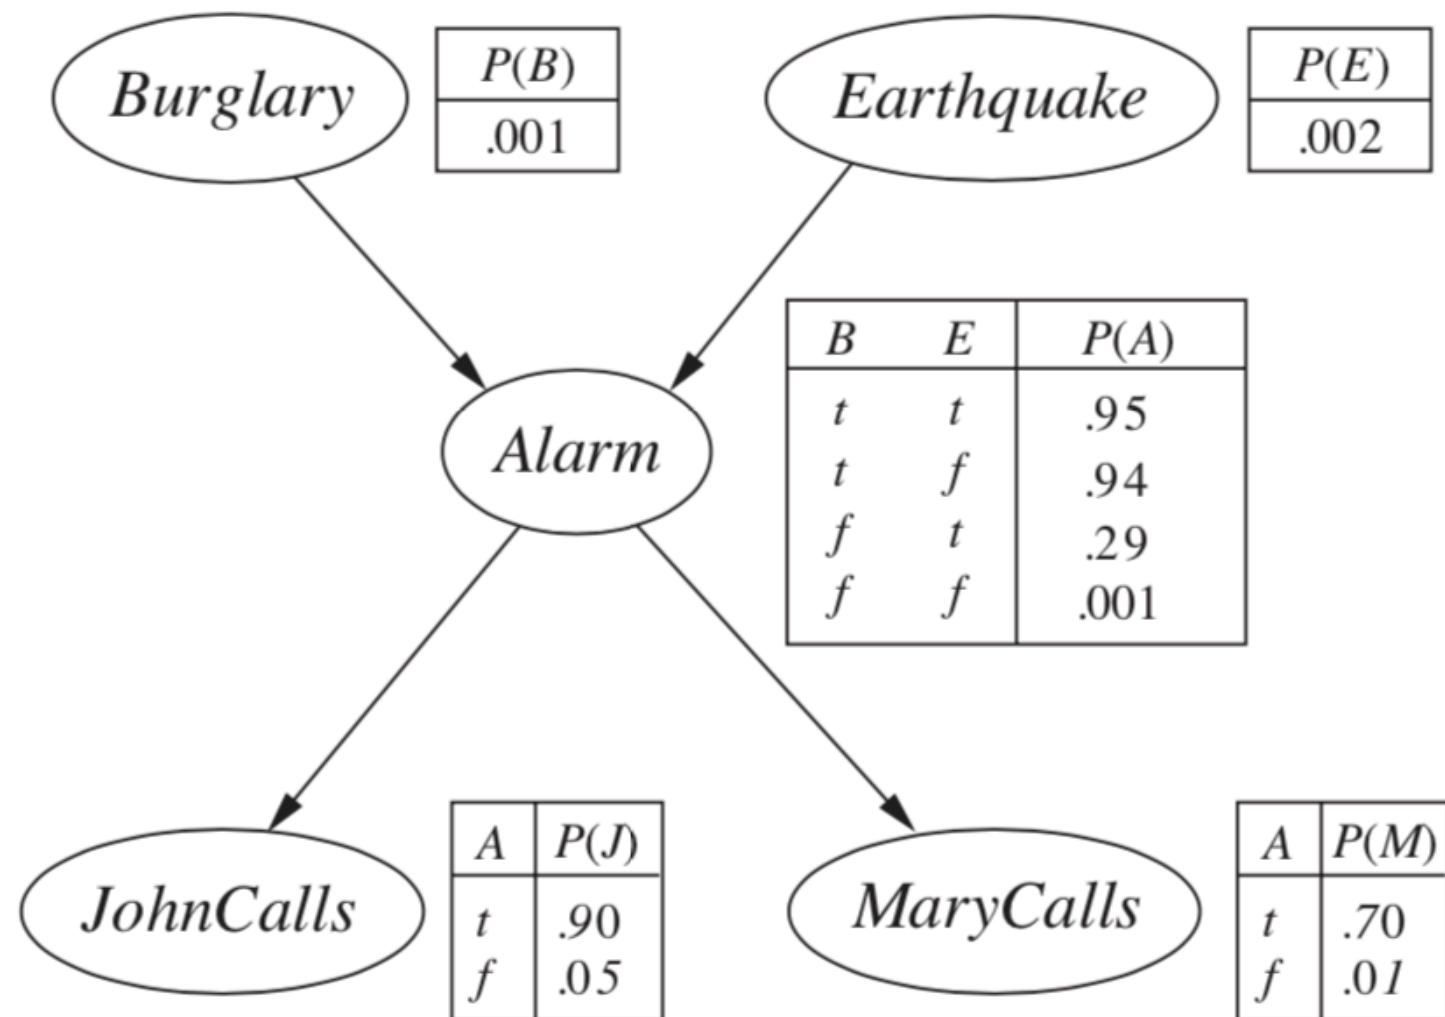 Burglary
P(B)
.001
Earthquake
P(E)
.002
B E P(A)
t t .95
t f .94
f t .29
f f .001
Alarm
JohnCalls
A P(J)
t .90
f .05
MaryCalls
A P(M)
t .70
f .01